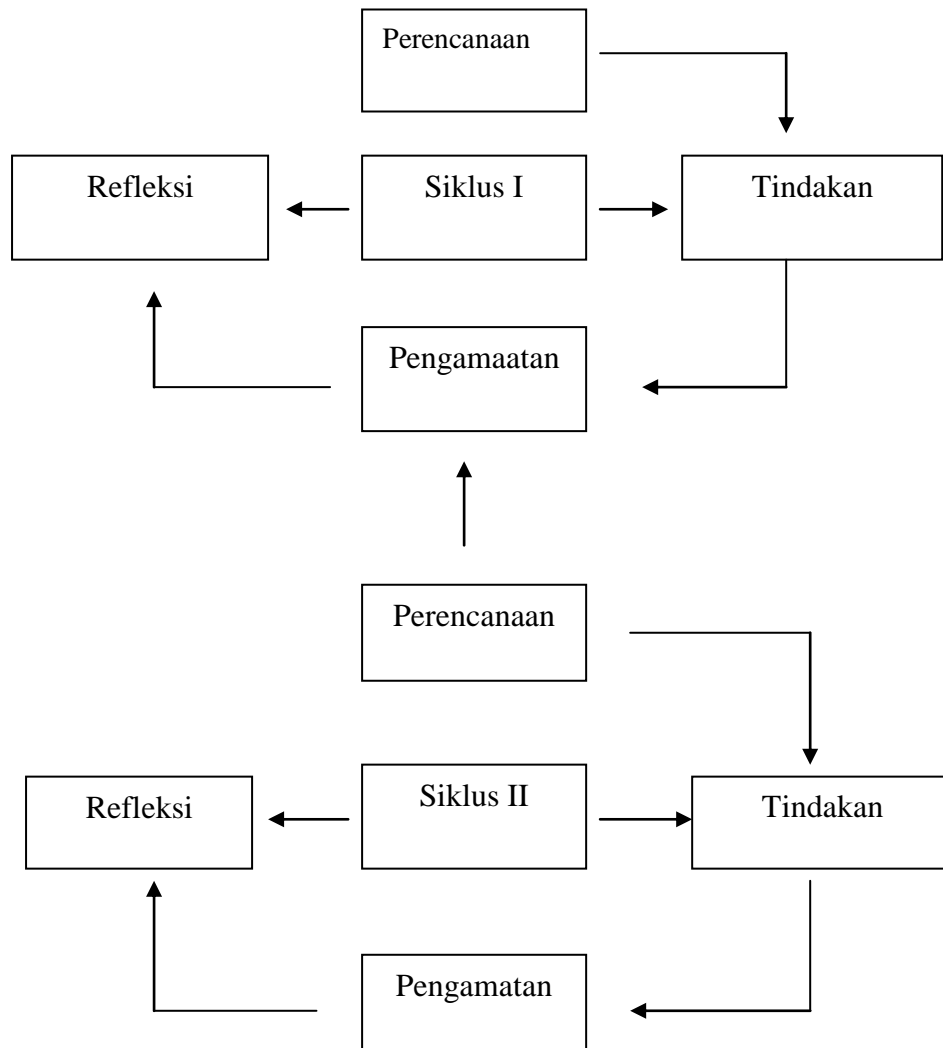 Perencanaan
Refleksi
Siklus I
Tindakan
Pengamaatan
Perencanaan
Refleksi
Siklus II
Tindakan
Pengamatan